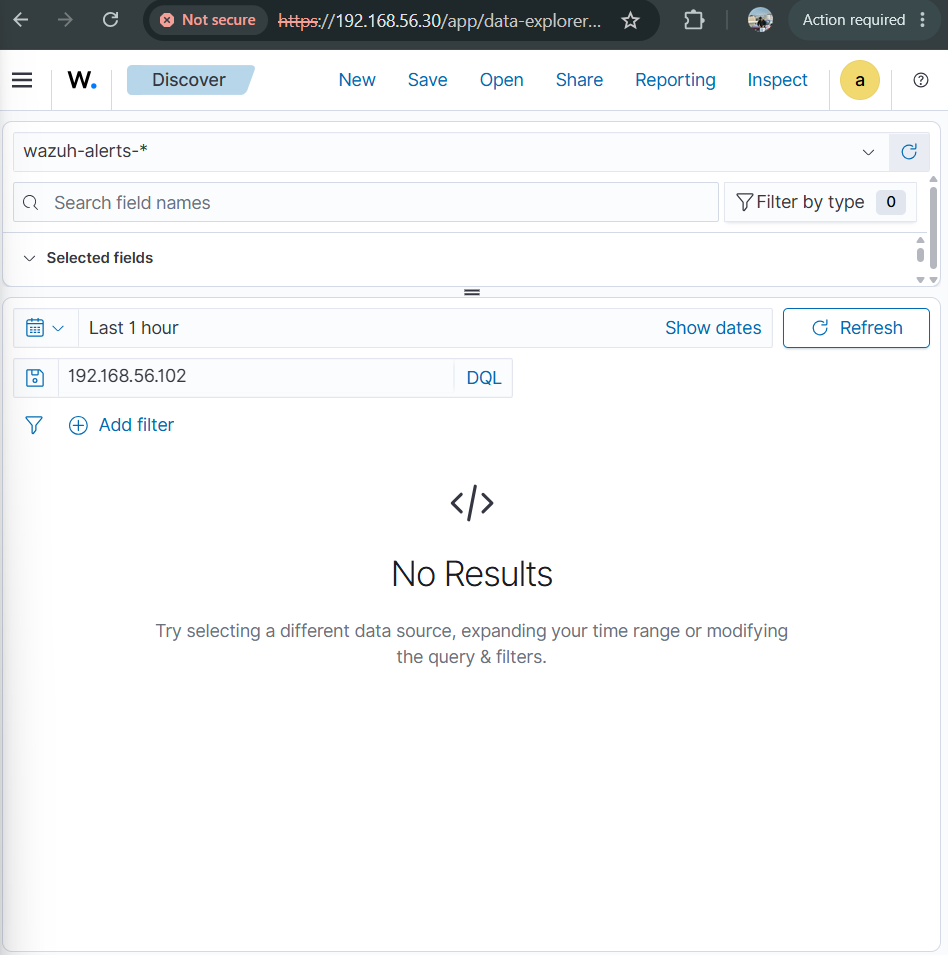 Not secure
https://192.168.56.30/app/data-explorer...
Action required
W.
Discover
New
Save
Open
Share
Reporting
Inspect
a
wazuh-alerts-*
Search field names
Filter by type 0
Selected fields
Last 1 hour
Show dates
Refresh
192.168.56.102
DQL
Add filter
No Results
Try selecting a different data source, expanding your time range or modifying
the query & filters.